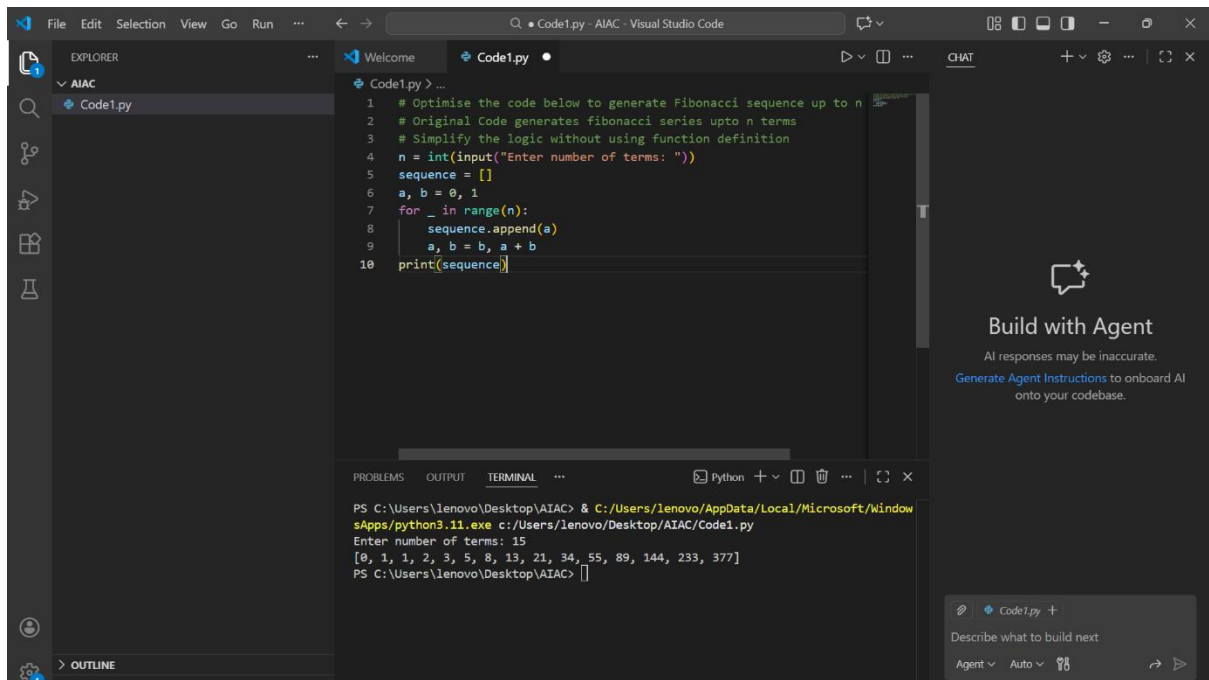 File Edit Selection View Go Run ··· ← → Code1.py - AIAC - Visual Studio Code
EXPLORER ···
AIAC
Code1.py
OUTLINE
1
Welcome Code1.py ●
Code1.py > ...
1 # Optimise the code below to generate Fibonacci sequence up to n
2 # Original Code generates fibonacci series upto n terms
3 # Simplify the logic without using function definition
4 n = int(input("Enter number of terms: "))
5 sequence = []
6 a, b = 0, 1
7 for _ in range(n):
8 sequence.append(a)
9 a, b = b, a + b
10 print(sequence)
PROBLEMS OUTPUT TERMINAL ··· Python
PS C:\Users\lenovo\Desktop\AIAC> & C:/Users/lenovo/AppData/Local/Microsoft/Window
sApps/python3.11.exe c:/Users/lenovo/Desktop/AIAC/Code1.py
Enter number of terms: 15
[0, 1, 1, 2, 3, 5, 8, 13, 21, 34, 55, 89, 144, 233, 377]
PS C:\Users\lenovo\Desktop\AIAC>
CHAT
Build with Agent
AI responses may be inaccurate.
Generate Agent Instructions to onboard AI
onto your codebase.
Code1.py +
Describe what to build next
Agent Auto